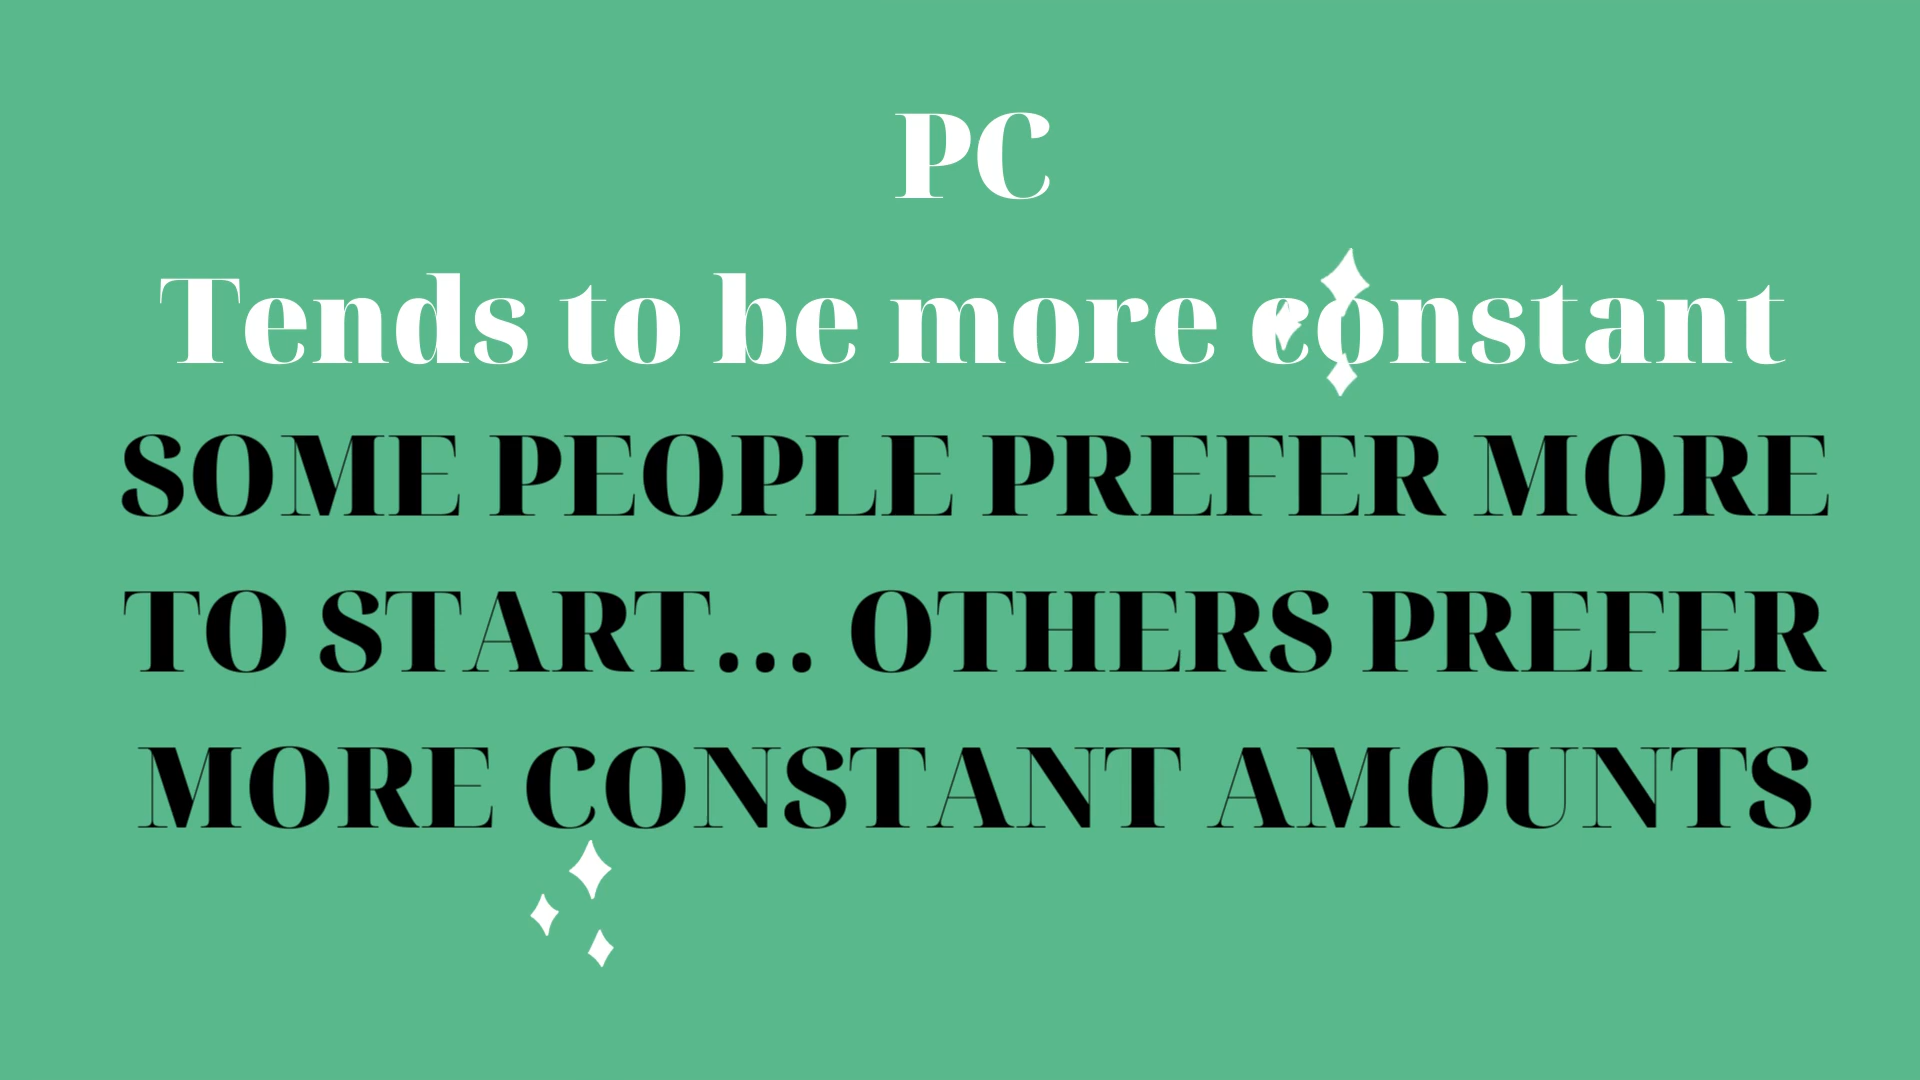 PC
Tends to be more constant
SOME PEOPLE PREFER MORE
TO START... OTHERS PREFER
MORE CONSTANT AMOUNTS